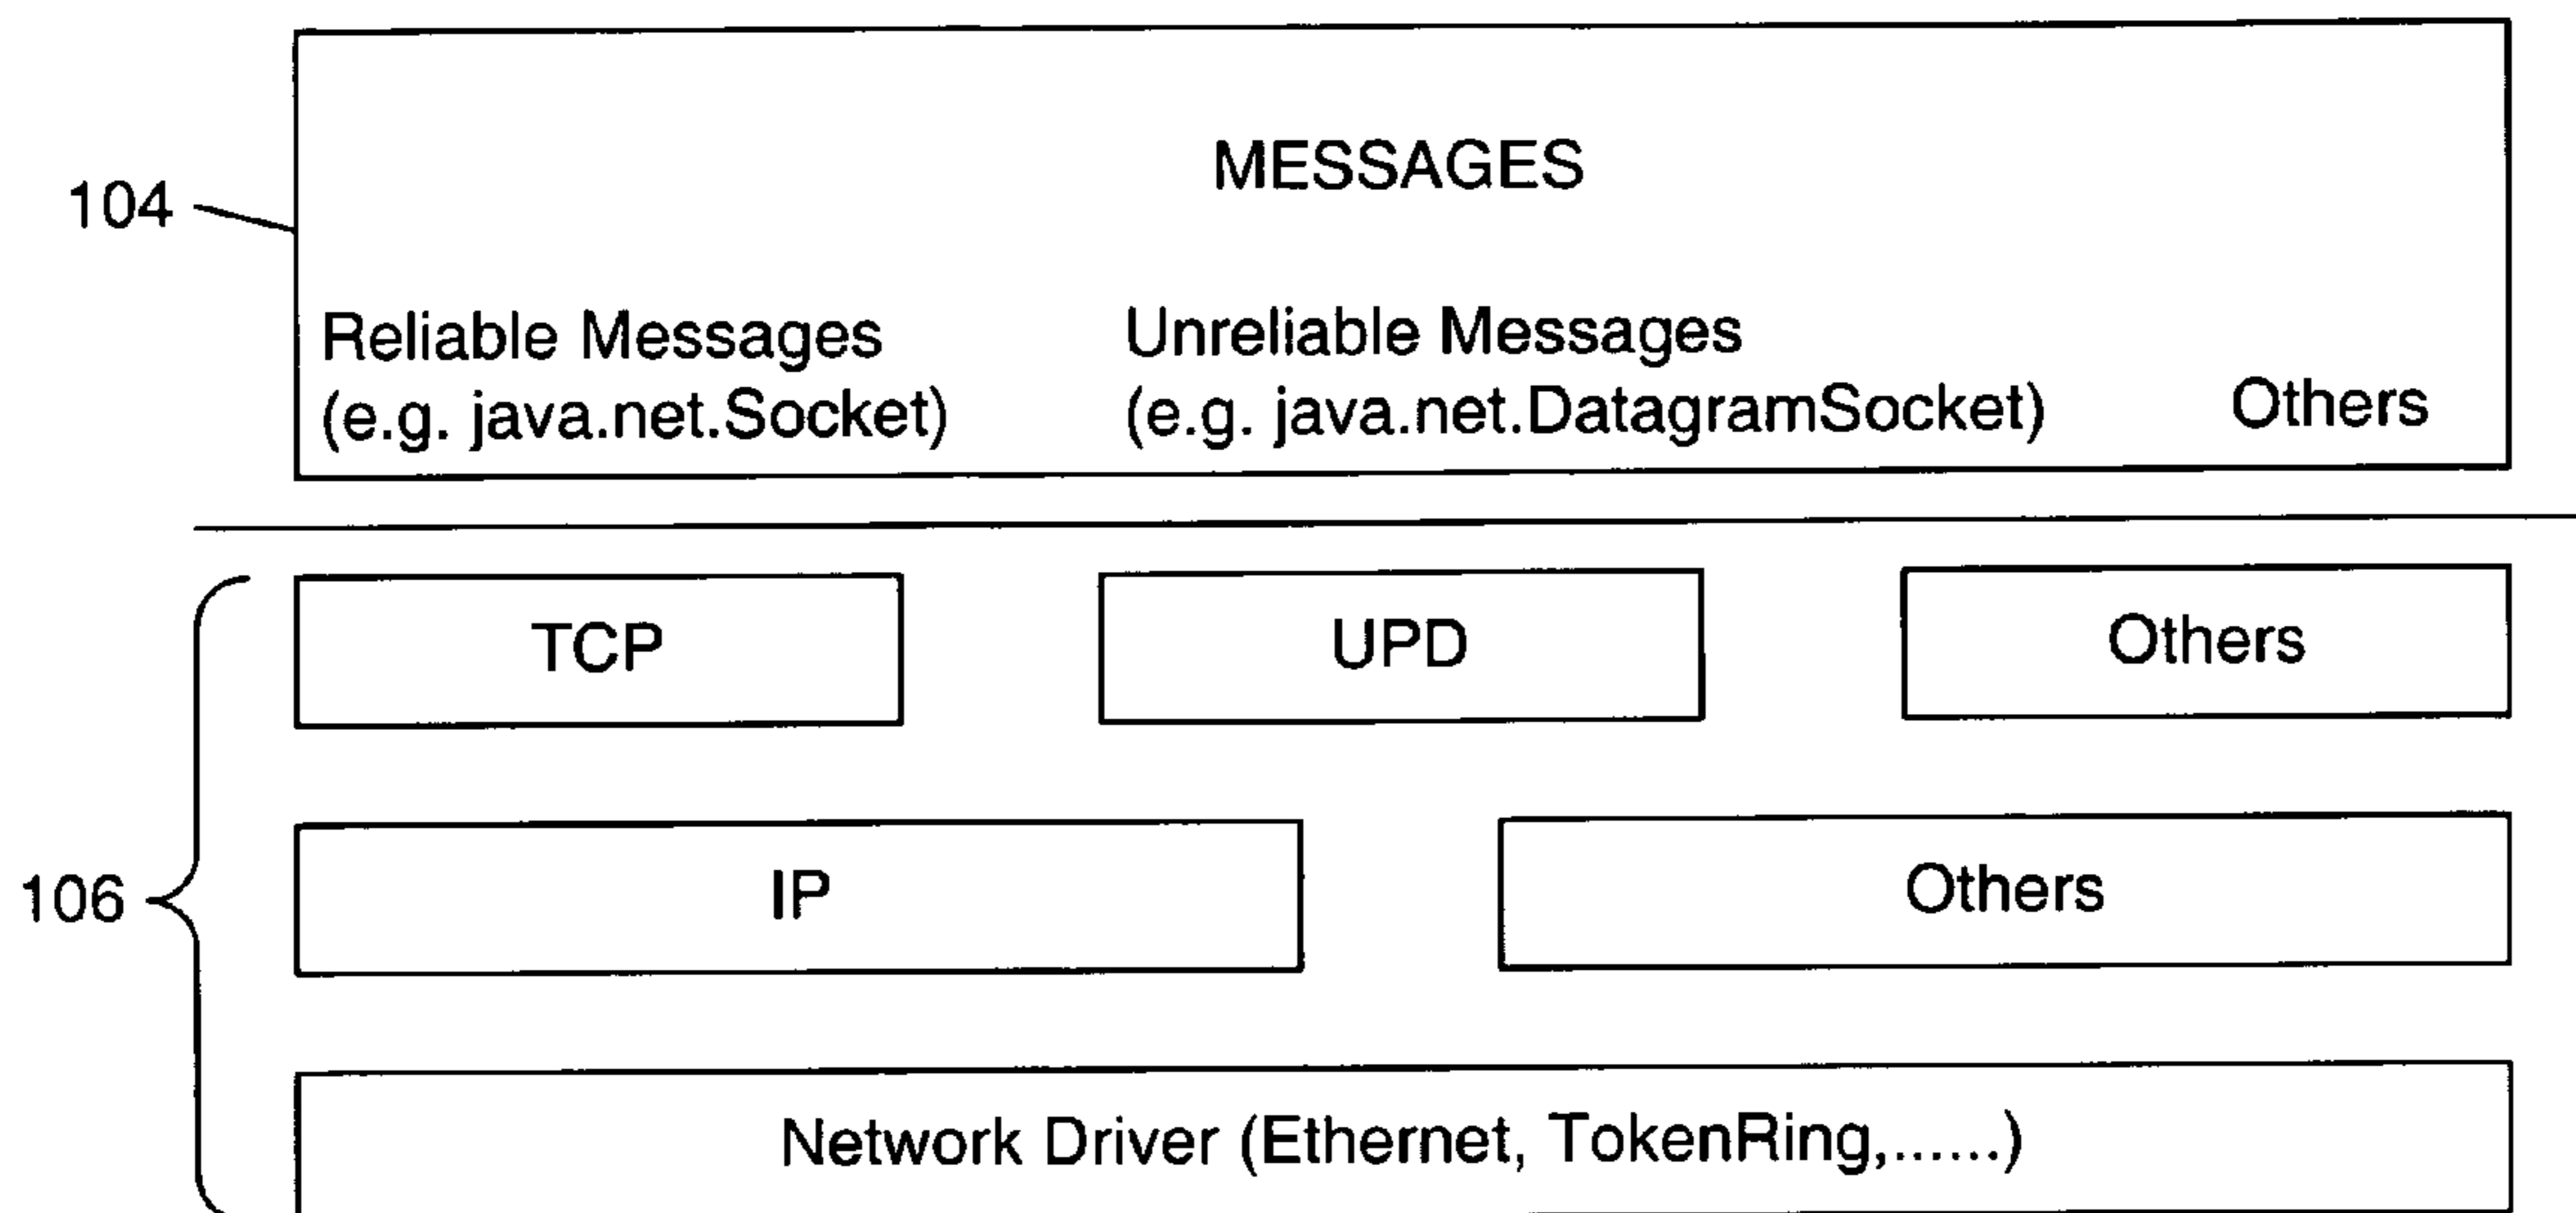 MESSAGES
104
Reliable Messages
(e.g. java.net.Socket)
Unreliable Messages
(e.g. java.net.DatagramSocket)
Others
TCP
UPD
Others
106
IP
Others
Network Driver (Ethernet, TokenRing,......)